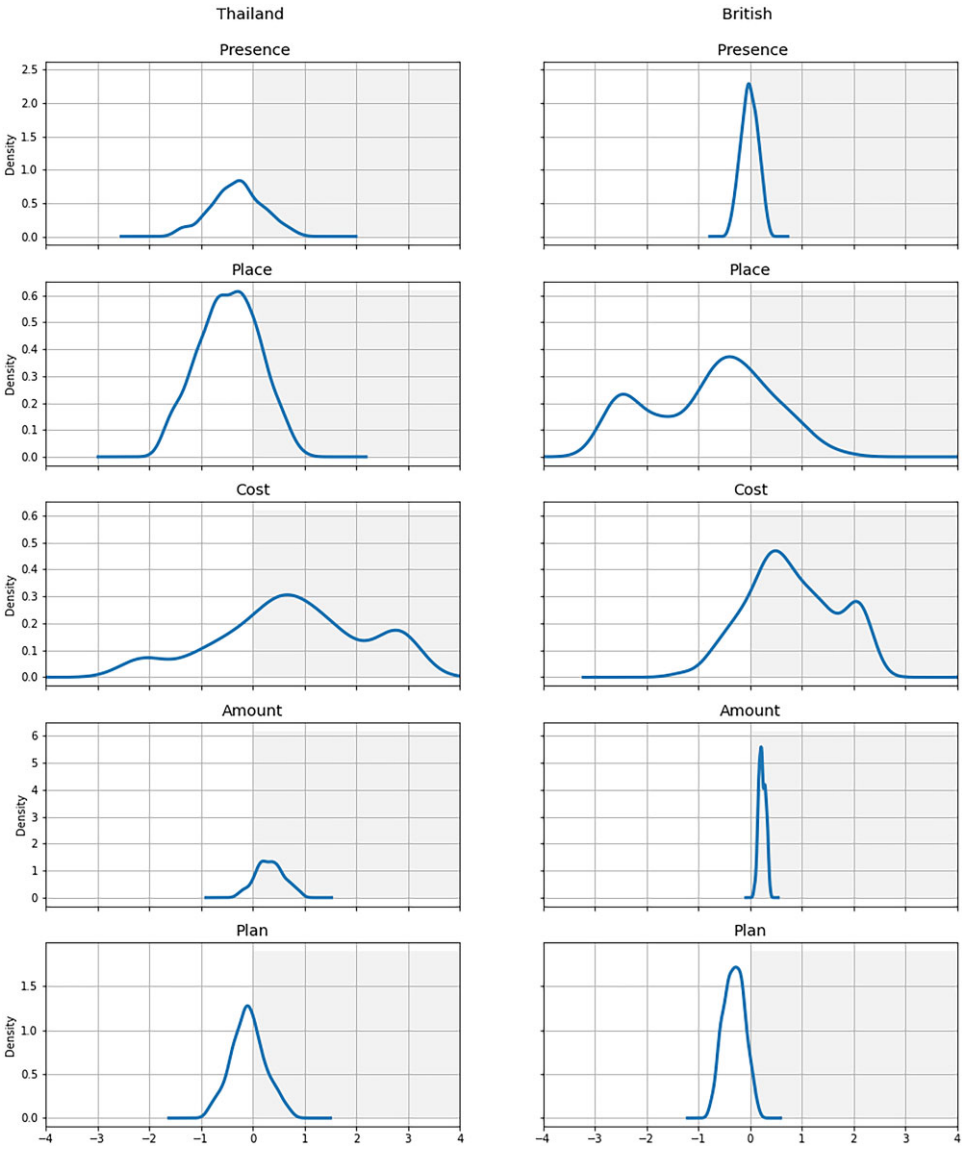 Thailand British
Presence Presence
2.5
2.0
1.5
1.0
0.5
0.0
Density
Place Place
0.6
0.5
0.4
0.3
0.2
0.1
0.0
Density
Cost Cost
0.6
0.5
0.4
0.3
0.2
0.1
0.0
Density
Amount Amount
6
5
4
3
2
1
0
Density
Plan Plan
1.5
1.0
0.5
0.0
Density
−4 −3 −2 −1 0 1 2 3 4 −4 −3 −2 −1 0 1 2 3 4